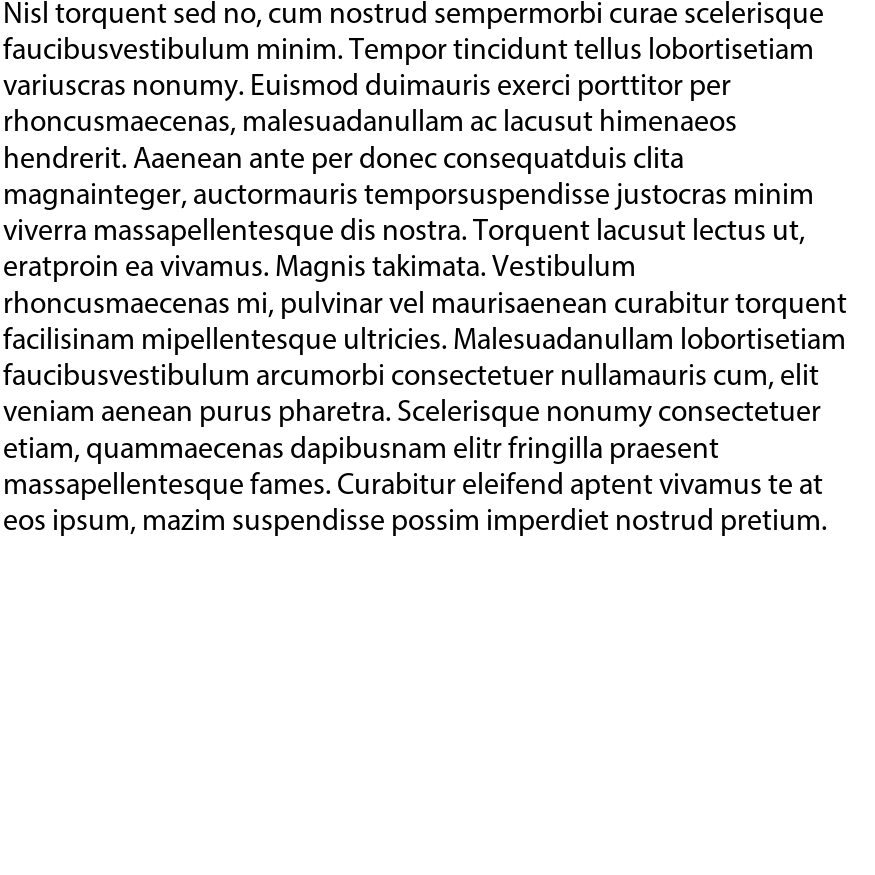 Nisl torquent sed no, cum nostrud sempermorbi curae scelerisque
faucibusvestibulum minim. Tempor tincidunt tellus lobortisetiam
variuscras nonumy. Euismod duimauris exerci porttitor per
rhoncusmaecenas, malesuadanullam ac lacusut himenaeos
hendrerit. Aaenean ante per donec consequatduis clita
magnainteger, auctormauris temporsuspendisse justocras minim
viverra massapellentesque dis nostra. Torquent lacusut lectus ut,
eratproin ea vivamus. Magnis takimata. Vestibulum
rhoncusmaecenas mi, pulvinar vel maurisaenean curabitur torquent
facilisinam mipellentesque ultricies. Malesuadanullam lobortisetiam
faucibusvestibulum arcumorbi consectetuer nullamauris cum, elit
veniam aenean purus pharetra. Scelerisque nonumy consectetuer
etiam, quammaecenas dapibusnam elitr fringilla praesent
massapellentesque fames. Curabitur eleifend aptent vivamus te at
eos ipsum, mazim suspendisse possim imperdiet nostrud pretium.